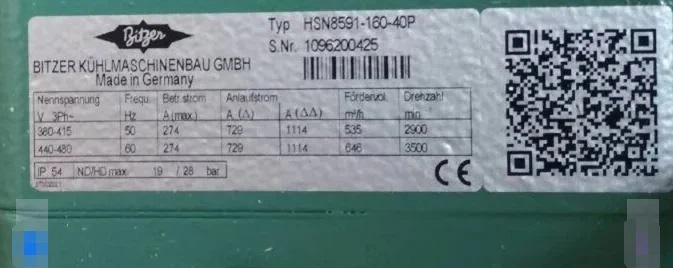 Bitzer
Typ HSN8591-160-40P
S.Nr. 1096200425
BITZER KÜHLMASCHINENBAU GMBH
Made in Germany
Nennspannung Frequ. Betr.strom Anlaufstrom Fördervol. Drehzahl
V 3Ph~ Hz A (max.) A (Δ) A (ΔΔ) m³/h min
380-415 50 274 729 1114 535 2900
440-480 60 274 729 1114 646 3500
IP 54 ND/HD max. 19 / 28 bar
CE